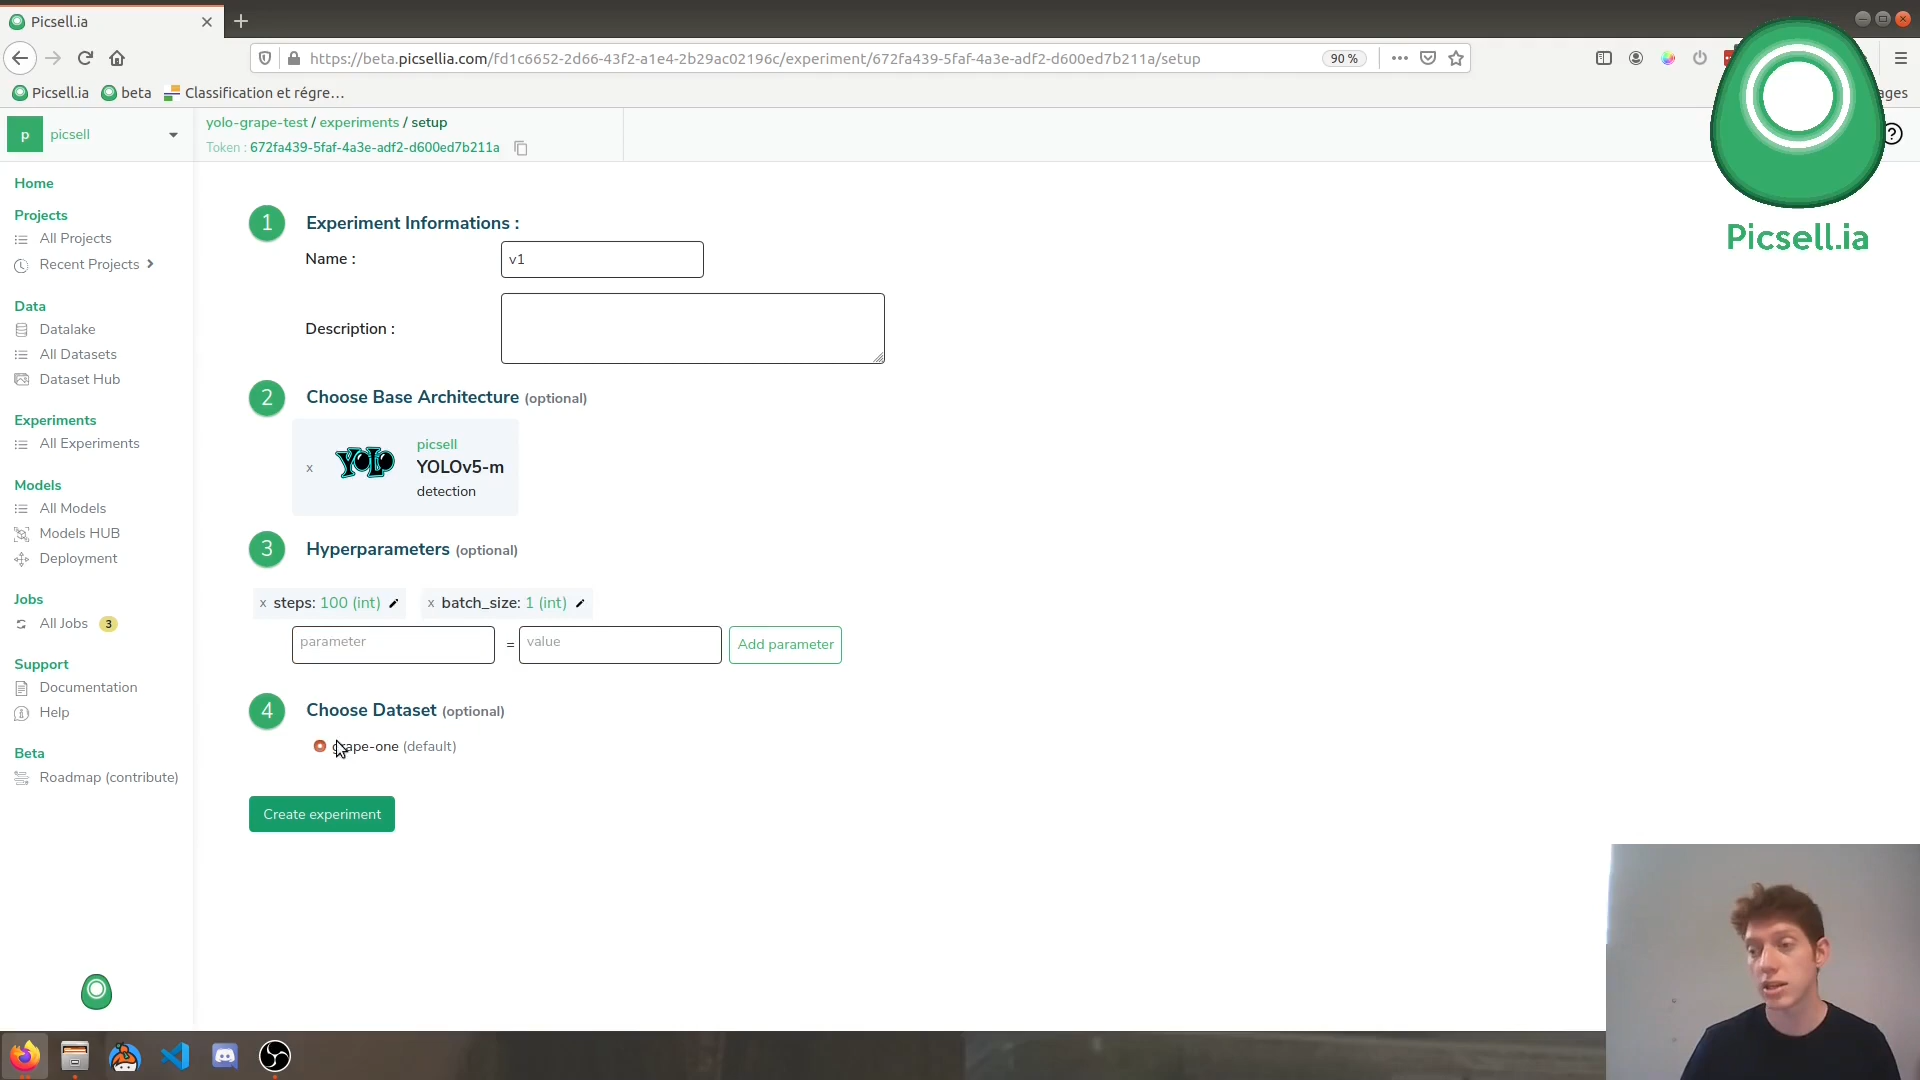 Picsell.ia
https://beta.picsellia.com/fd1c6652-2d66-43f2-a1e4-2b29ac02196c/experiment/672fa439-5faf-4a3e-adf2-d600ed7b211a/setup
90 %
Picsell.ia
beta
Classification et régre…
ages
p
picsell
yolo-grape-test / experiments / setup
Token : 672fa439-5faf-4a3e-adf2-d600ed7b211a
?
Picsell.ia
Home
Projects
All Projects
Recent Projects
Data
Datalake
All Datasets
Dataset Hub
Experiments
All Experiments
Models
All Models
Models HUB
Deployment
Jobs
All Jobs 3
Support
Documentation
Help
Beta
Roadmap (contribute)
1 Experiment Informations :
Name : v1
Description :
2 Choose Base Architecture (optional)
x YOLO
picsell
YOLOv5-m
detection
3 Hyperparameters (optional)
x steps: 100 (int) x batch_size: 1 (int)
parameter = value Add parameter
4 Choose Dataset (optional)
grape-one (default)
Create experiment